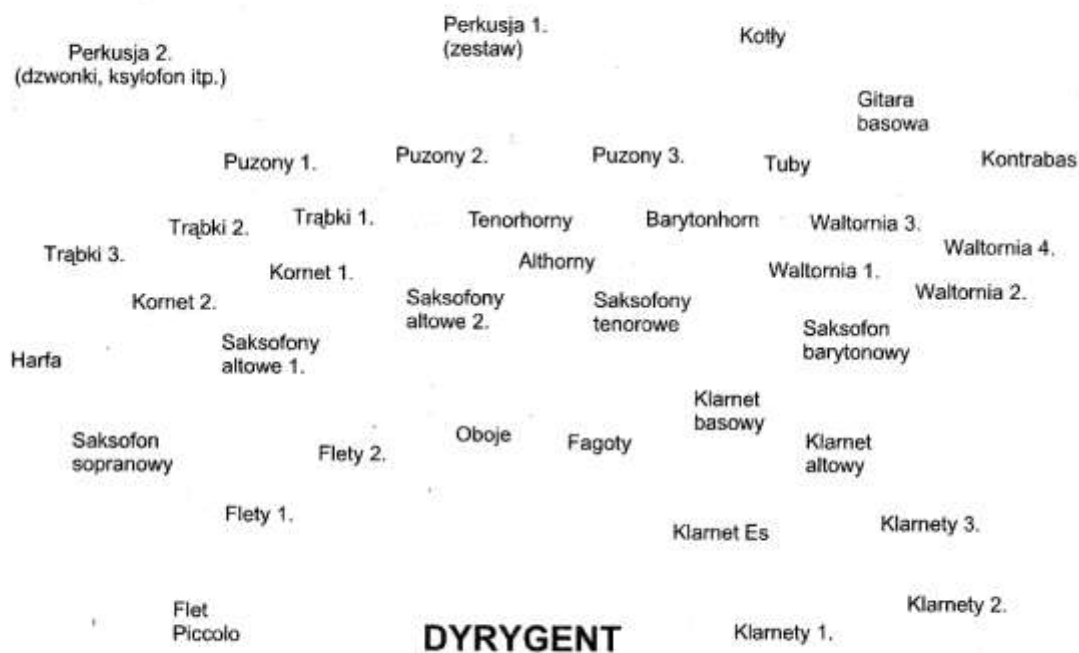 Perkusja 2.
(dzwonki, ksylofon itp.)
Perkusja 1.
(zestaw)
Kotły
Gitara
basowa
Puzony 1.
Puzony 2.
Puzony 3.
Tuby
Kontrabas
Trąbki 3.
Trąbki 2.
Trąbki 1.
Tenorhorny
Barytonhorn
Waltornia 3.
Waltornia 4.
Kornet 2.
Kornet 1.
Althorny
Waltornia 1.
Waltornia 2.
Harfa
Saksofony
altowe 1.
Saksofony
altowe 2.
Saksofony
tenorowe
Saksofon
barytonowy
Saksofon
sopranowy
Flety 2.
Oboje
Fagoty
Klarnet
basowy
Klarnet
altowy
Flety 1.
Klarnet Es
Klarnety 3.
Flet
Piccolo
DYRYGENT
Klarnety 1.
Klarnety 2.